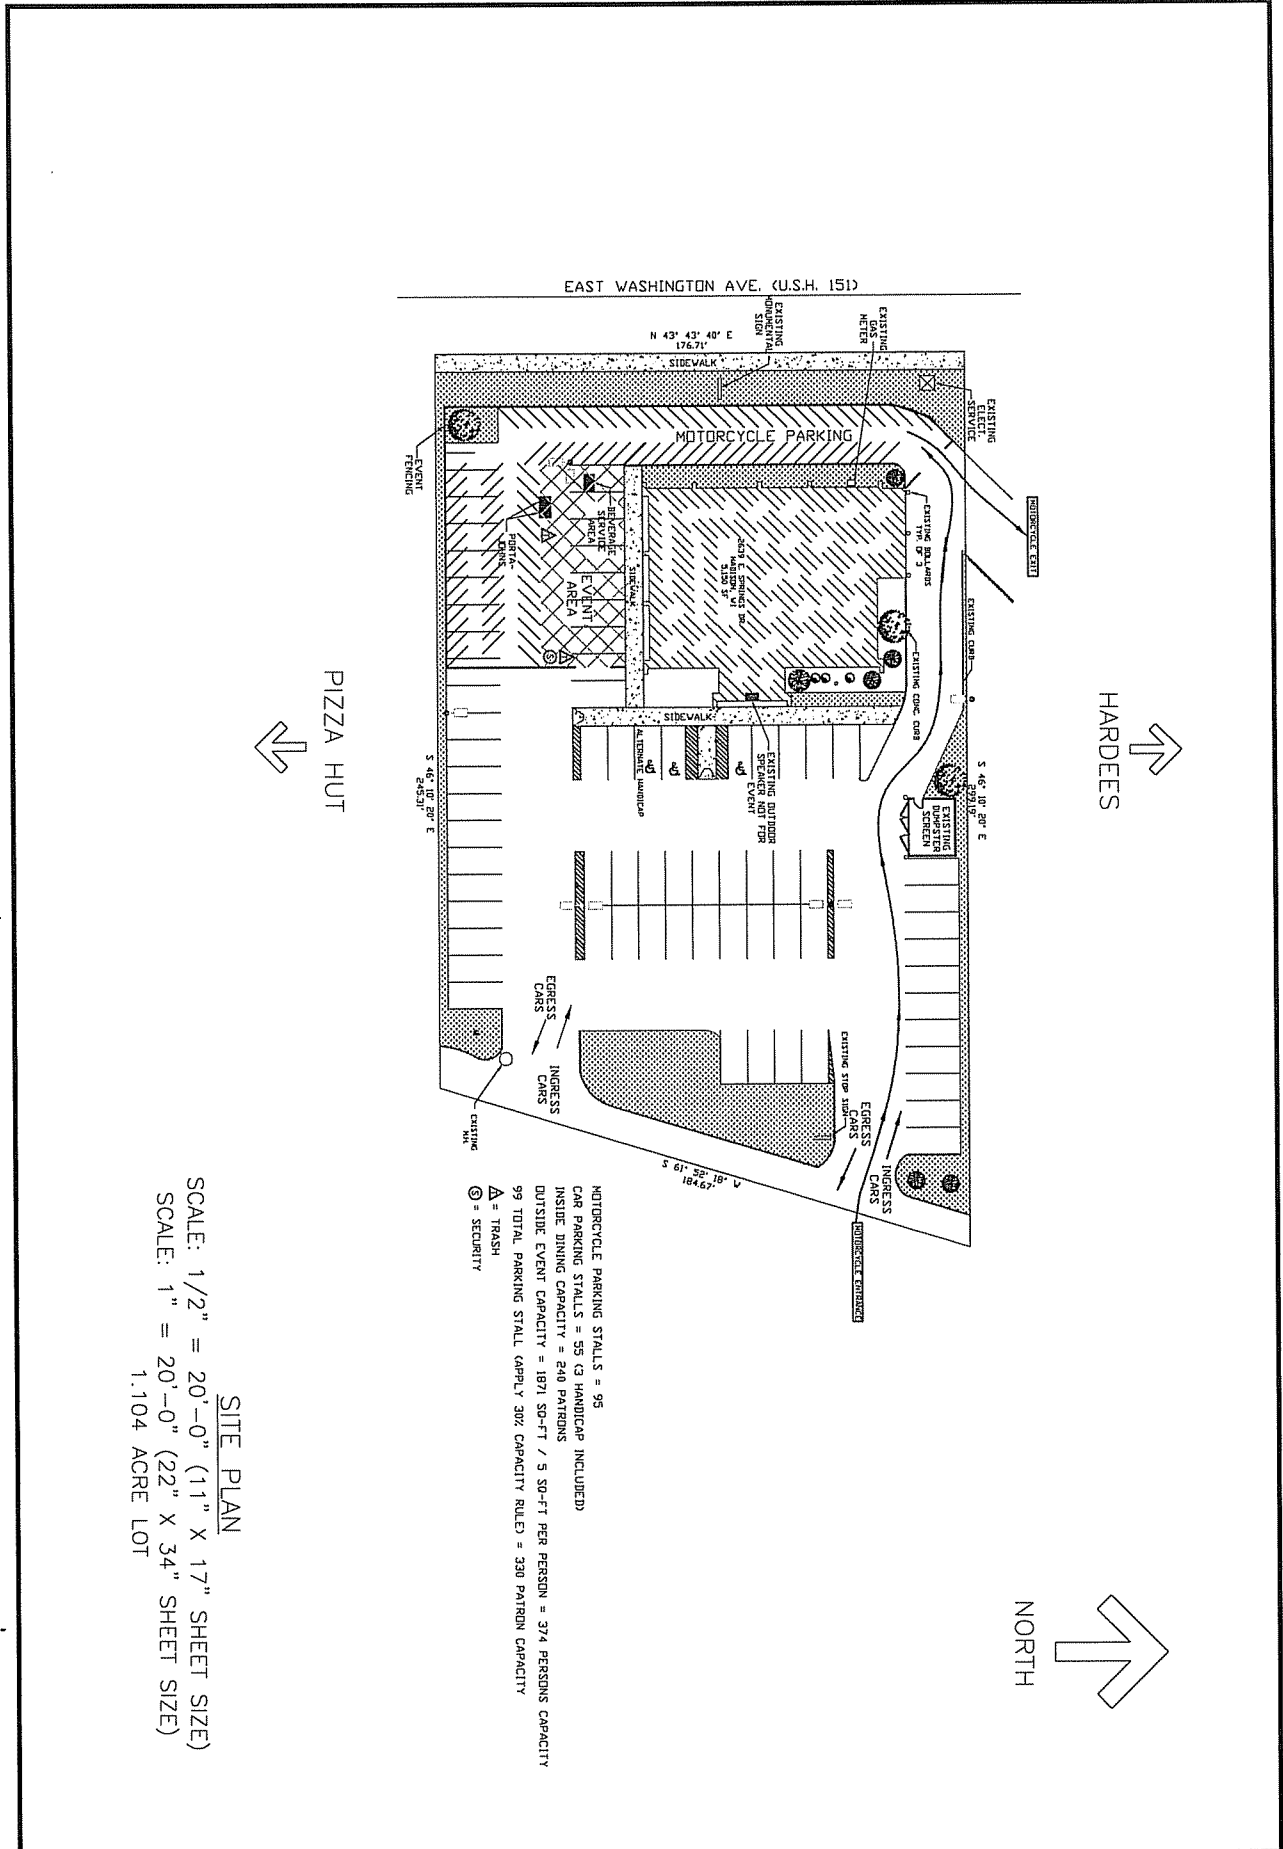 EAST WASHINGTON AVE. (U.S.H. 151)
N 43° 43' 40" E
176.71'
EXISTING
MONUMENTAL
SIGN
EXISTING
GAS
METER
EXISTING
ELECT.
SERVICE
SIDEWALK
MOTORCYCLE PARKING
MOTORCYCLE EXIT
EVENT
FENCING
PORTA-
JOHNS
BEVERAGE
SERVICE
AREA
EVENT
AREA
SIDEWALK
2639 E. SPRINGS DR.
MADISON, WI
5,150 SF
EXISTING BOLLARDS
TYP. OF 3
EXISTING CURB
EXISTING CONC. CURB
HARDEES
PIZZA HUT
SIDEWALK
ALTERNATE HANDICAP
EXISTING OUTDOOR
SPEAKER NOT FOR
EVENT
S 46° 10' 20" E
299.19'
EXISTING
DUMPSTER
SCREEN
S 46° 10' 20" E
245.31'
EGRESS
CARS
INGRESS
CARS
EXISTING
M.H.
EXISTING STOP SIGN
EGRESS
CARS
INGRESS
CARS
S 61° 52' 18" W
184.67'
MOTORCYCLE ENTRANCE
MOTORCYCLE PARKING STALLS = 95
CAR PARKING STALLS = 55 (3 HANDICAP INCLUDED)
INSIDE DINING CAPACITY = 240 PATRONS
OUTSIDE EVENT CAPACITY = 1871 SQ-FT / 5 SQ-FT PER PERSON = 374 PERSONS CAPACITY
99 TOTAL PARKING STALL (APPLY 30% CAPACITY RULE) = 330 PATRON CAPACITY
= TRASH
Ⓢ = SECURITY
NORTH
SITE PLAN
SCALE: 1/2" = 20'-0" (11" X 17" SHEET SIZE)
SCALE: 1" = 20'-0" (22" X 34" SHEET SIZE)
1.104 ACRE LOT